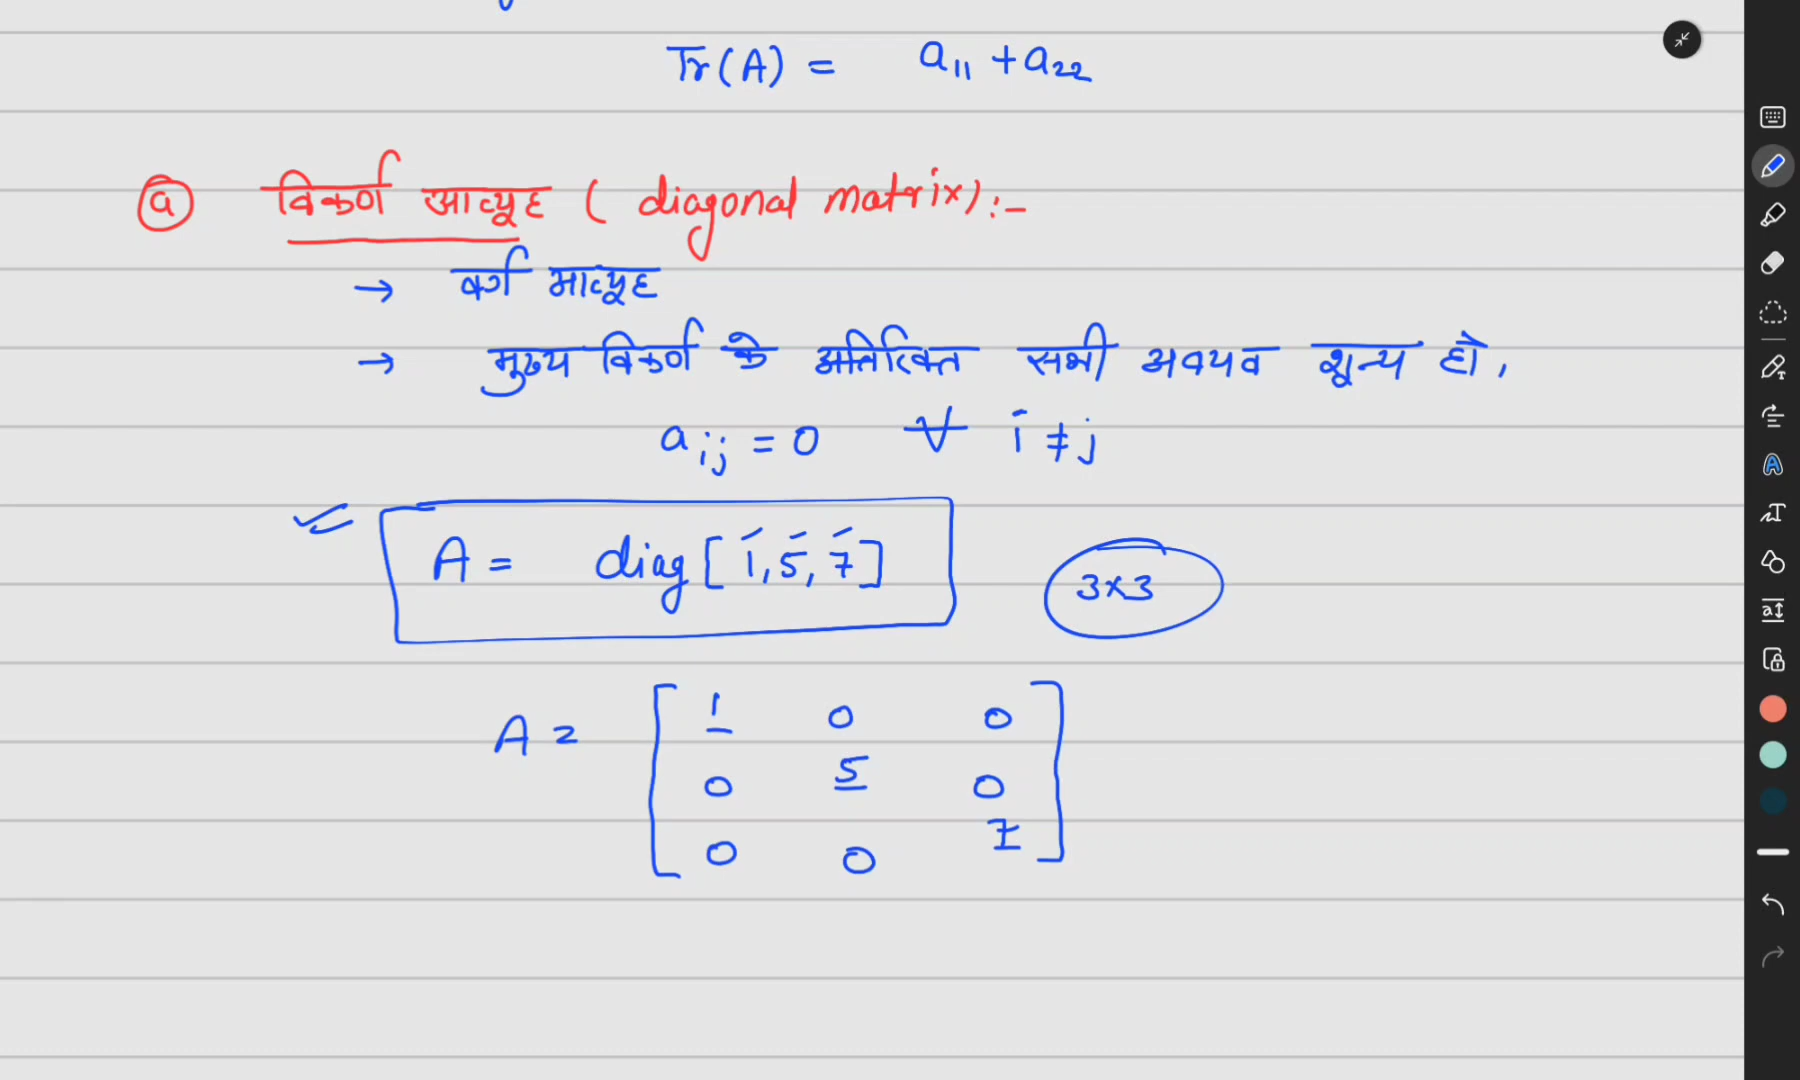 Tr(A) = a₁₁ + a₂₂
(a) विकर्ण आव्यूह (diagonal matrix):-
→ वर्ग आव्यूह
→ मुख्य विकर्ण के अतिरिक्त सभी अवयव शून्य हो,
aᵢⱼ = 0 ∀ i ≠ j
A = diag [1, 5, 7] 3×3
A = [1 0 0
0 5 0
0 0 7]